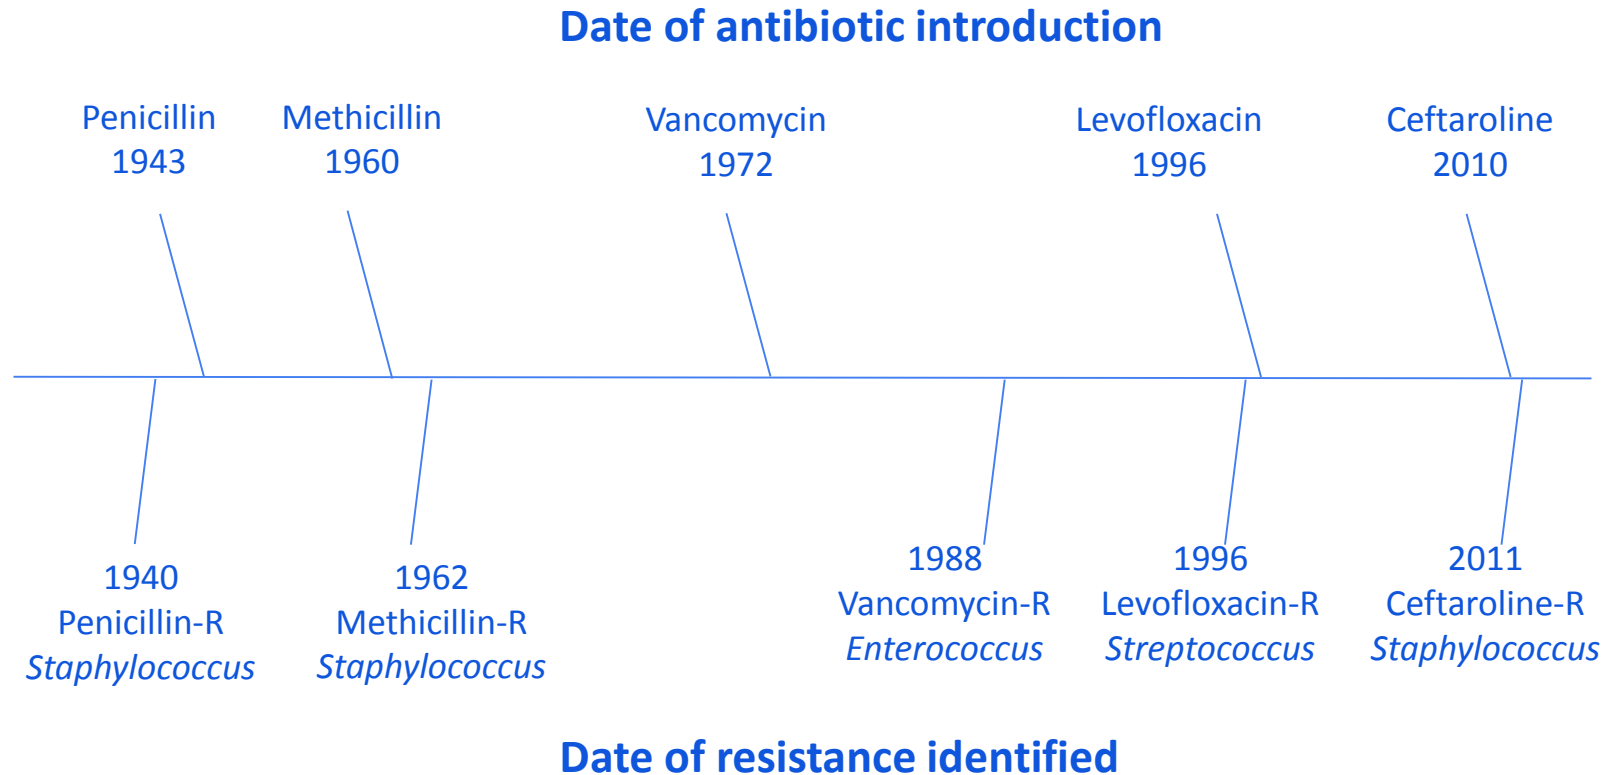 Date of antibiotic introduction
Penicillin
1943
Methicillin
1960
Vancomycin
1972
Levofloxacin
1996
Ceftaroline
2010
1940
Penicillin-R
Staphylococcus
1962
Methicillin-R
Staphylococcus
1988
Vancomycin-R
Enterococcus
1996
Levofloxacin-R
Streptococcus
2011
Ceftaroline-R
Staphylococcus
Date of resistance identified